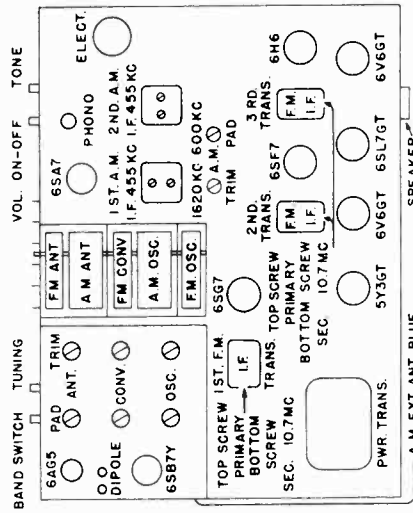 BAND SWITCH TUNING VOL. ON-OFF TONE
6AG5
PAD TRIM
ANT.
DIPOLE
CONV.
6SB7Y
OSC.
FM ANT
A M ANT
FM CONV
A.M. OSC.
F.M. OSC.
6SA7
PHONO
ELECT.
1ST. A.M.
I.F. 455 KC
2ND. A.M.
I.F. 455 KC
1620 KC 600 KC
A.M.
TRIM PAD
6SG7
1ST. F.M.
I.F.
TRANS.
TOP SCREW
PRIMARY
BOTTOM
SCREW
SEC. 10.7 MC
2ND.
TRANS.
F.M.
I.F.
TOP SCREW
PRIMARY
BOTTOM SCREW
SEC. 10.7 MC
6SF7
3 RD.
TRANS.
F.M.
I.F.
6H6
PWR. TRANS.
5Y3GT
6V6GT
6SL7GT
6V6GT
A.M. EXT. ANT. BLUE
SPEAKER